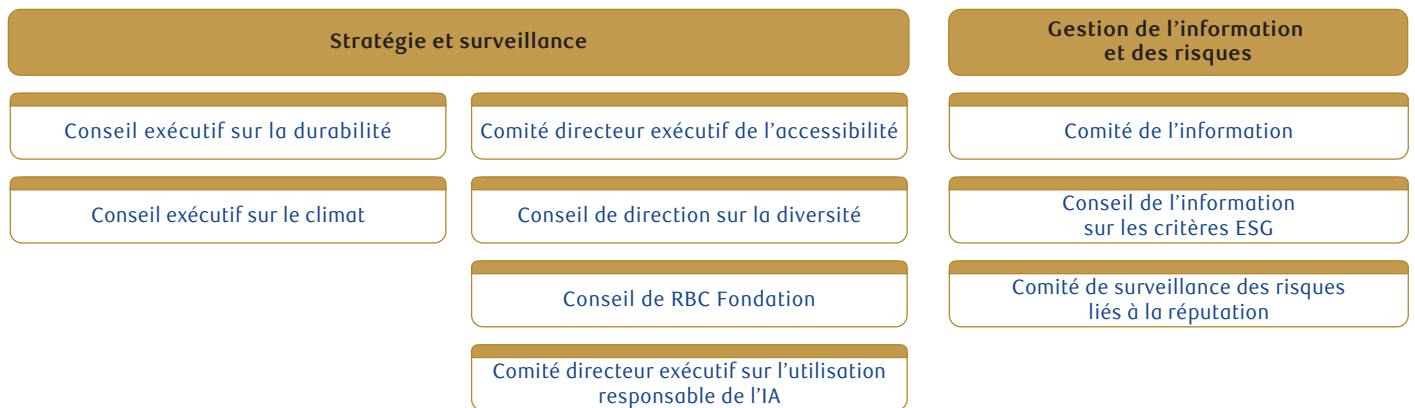 Stratégie et surveillance
Conseil exécutif sur la durabilité
Conseil exécutif sur le climat
Comité directeur exécutif de l’accessibilité
Conseil de direction sur la diversité
Conseil de RBC Fondation
Comité directeur exécutif sur l’utilisation
responsable de l’IA
Gestion de l’information
et des risques
Comité de l’information
Conseil de l’information
sur les critères ESG
Comité de surveillance des risques
liés à la réputation